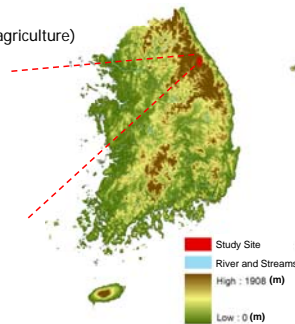 agriculture)
Study Site
River and Streams
High : 1908 (m)
Low : 0 (m)